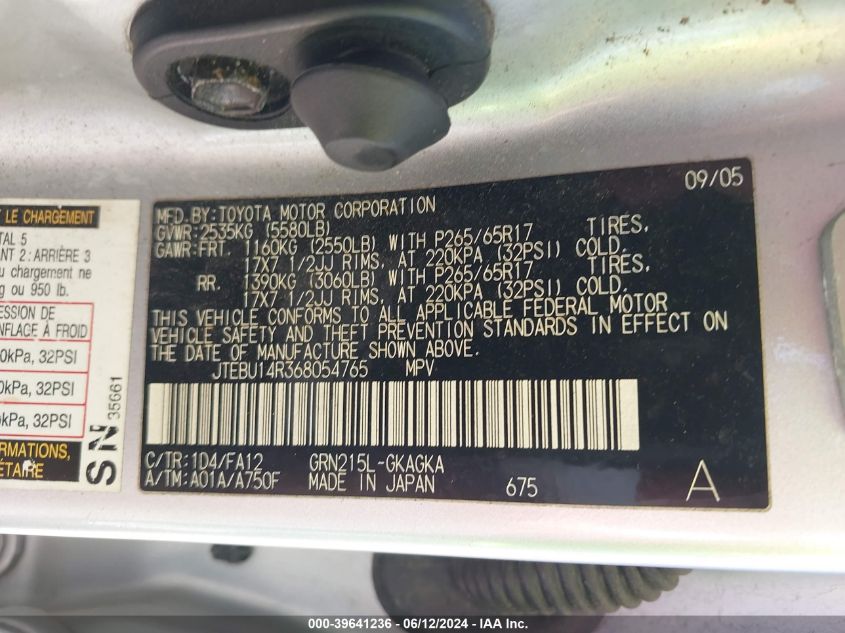 LE CHARGEMENT
TAL 5
NT 2: ARRIÈRE 3
chargement ne
ou 950 lb.
ESSION DE
NFLAGE À FROID
0kPa, 32PSI
kPa, 32PSI
kPa, 32PSI
FORMATIONS,
ÉTAIRE
SN 35661
09/05
MFD.BY:TOYOTA MOTOR CORPORATION
GVWR:2535KG (5580LB)
GAWR:FRT. 1160KG (2550LB) WITH P265/65R17 TIRES,
17X7 1/2JJ RIMS, AT 220KPA (32PSI) COLD.
RR. 1390KG (3060LB) WITH P265/65R17 TIRES,
17X7 1/2JJ RIMS, AT 220KPA (32PSI) COLD.
THIS VEHICLE CONFORMS TO ALL APPLICABLE FEDERAL MOTOR
VEHICLE SAFETY AND THEFT PREVENTION STANDARDS IN EFFECT ON
THE DATE OF MANUFACTURE SHOWN ABOVE.
JTEBU14R368054765 MPV
C/TR:1D4/FA12 GRN215L-GKAGKA
A/TM:A01A/A750F MADE IN JAPAN 675 A
000-39641236 - 06/12/2024 - IAA Inc.